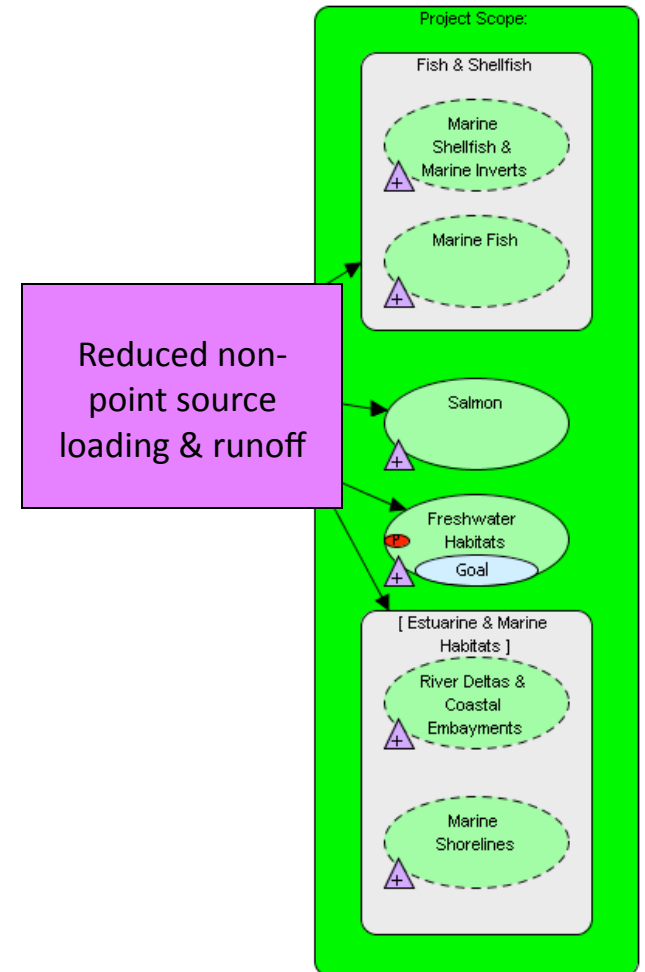 Project Scope:
Fish & Shellfish
Marine
Shellfish &
Marine Inverts
+
Marine Fish
+
Reduced non-
point source
loading & runoff
Salmon
+
Freshwater
Habitats
P
Goal
+
[ Estuarine & Marine
Habitats ]
River Deltas &
Coastal
Embayments
+
Marine
Shorelines
+